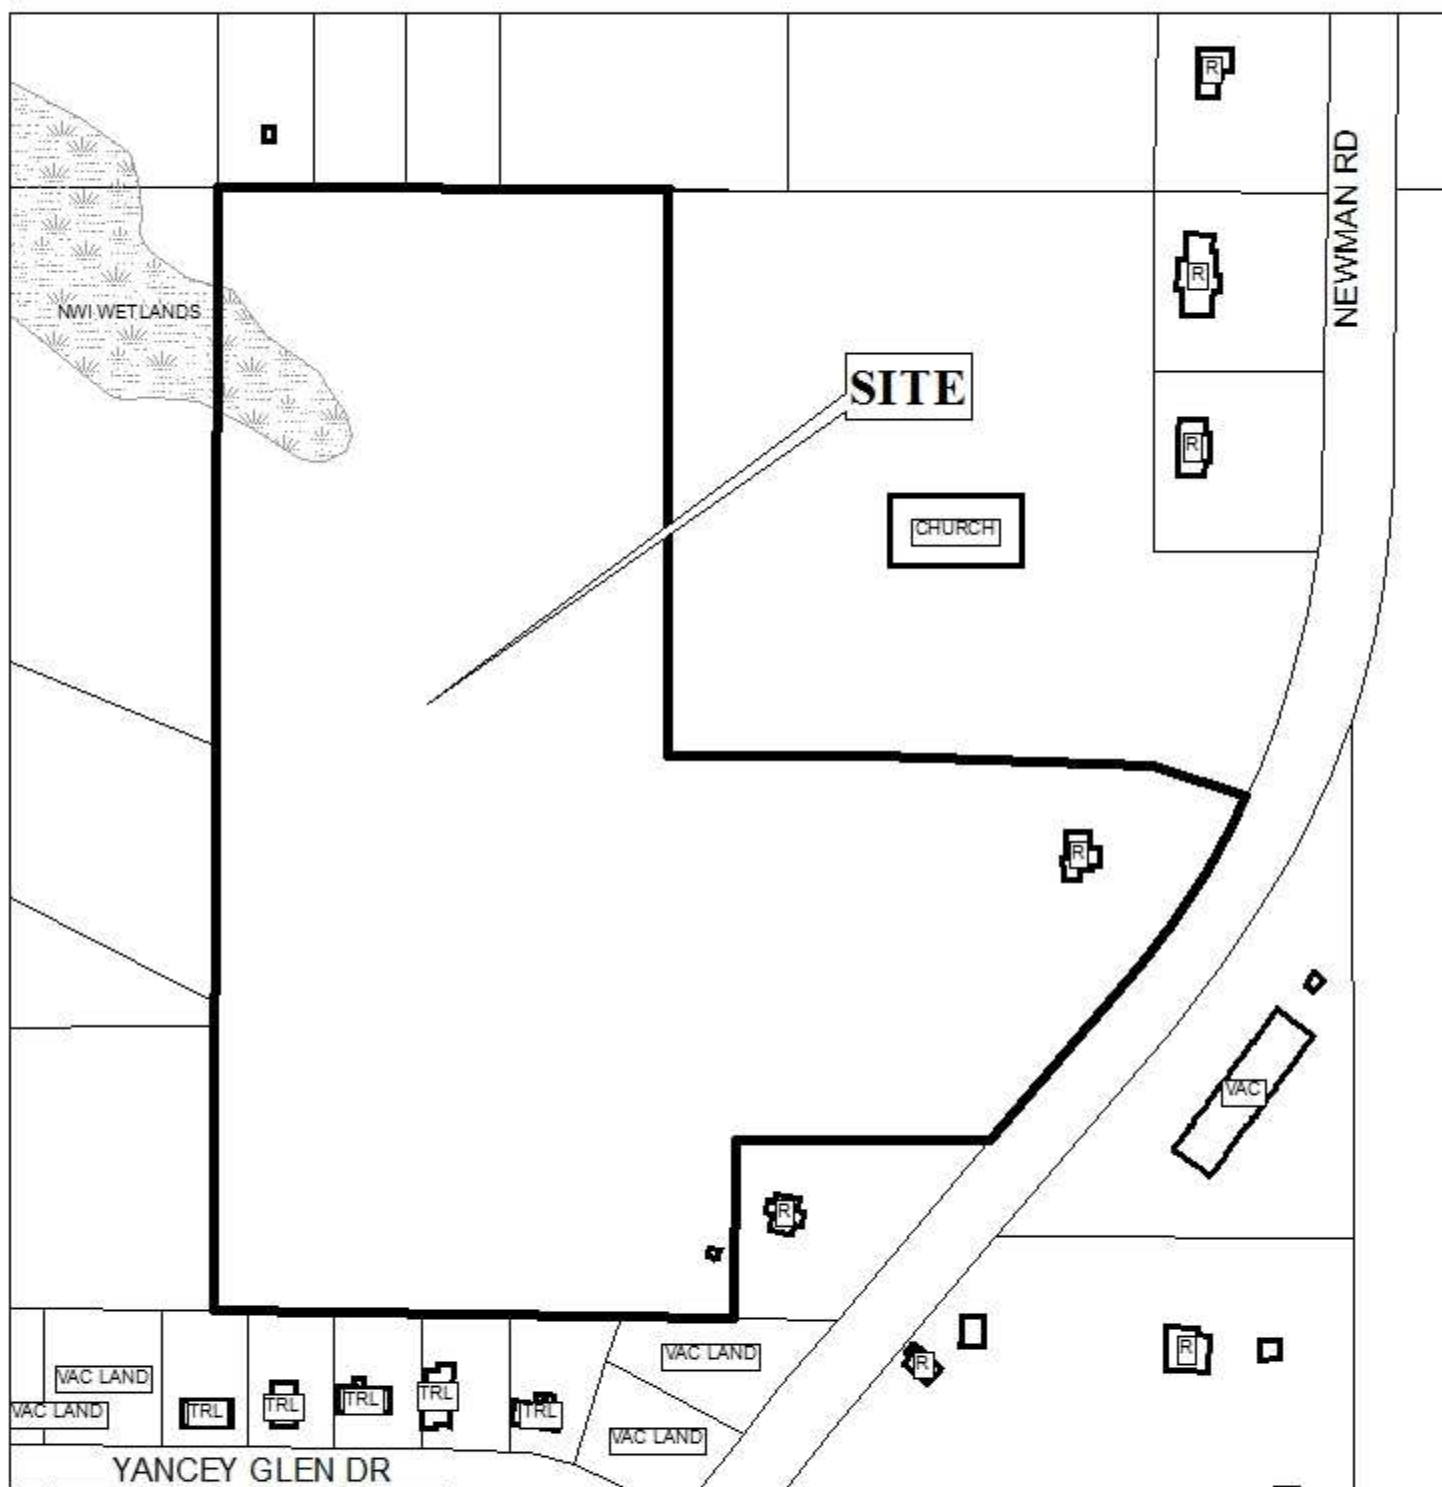 R
NEWMAN RD
R
NWI WETLANDS
SITE
R
CHURCH
R
VAC
R
R
R
VAC LAND
VAC LAND
TRL
TRL
TRL
TRL
TRL
VAC LAND
VAC LAND
YANCEY GLEN DR